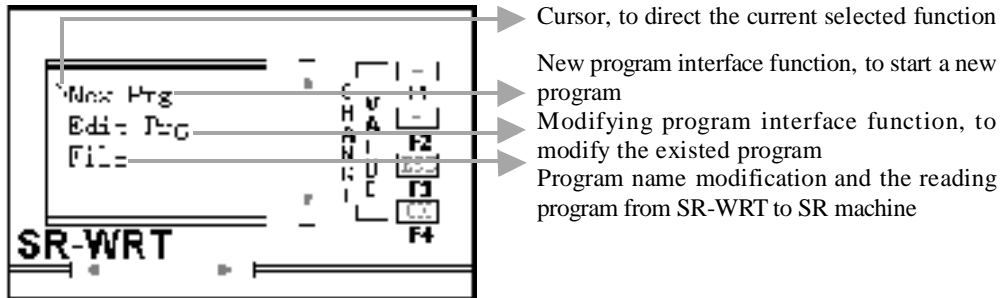 Cursor, to direct the current selected function
New program interface function, to start a new
program
Modifying program interface function, to
modify the existed program
Program name modification and the reading
program from SR-WRT to SR machine
New Prg
Edit Prg
File
CHANGE
VALUE
F2
F3
F4
SR-WRT